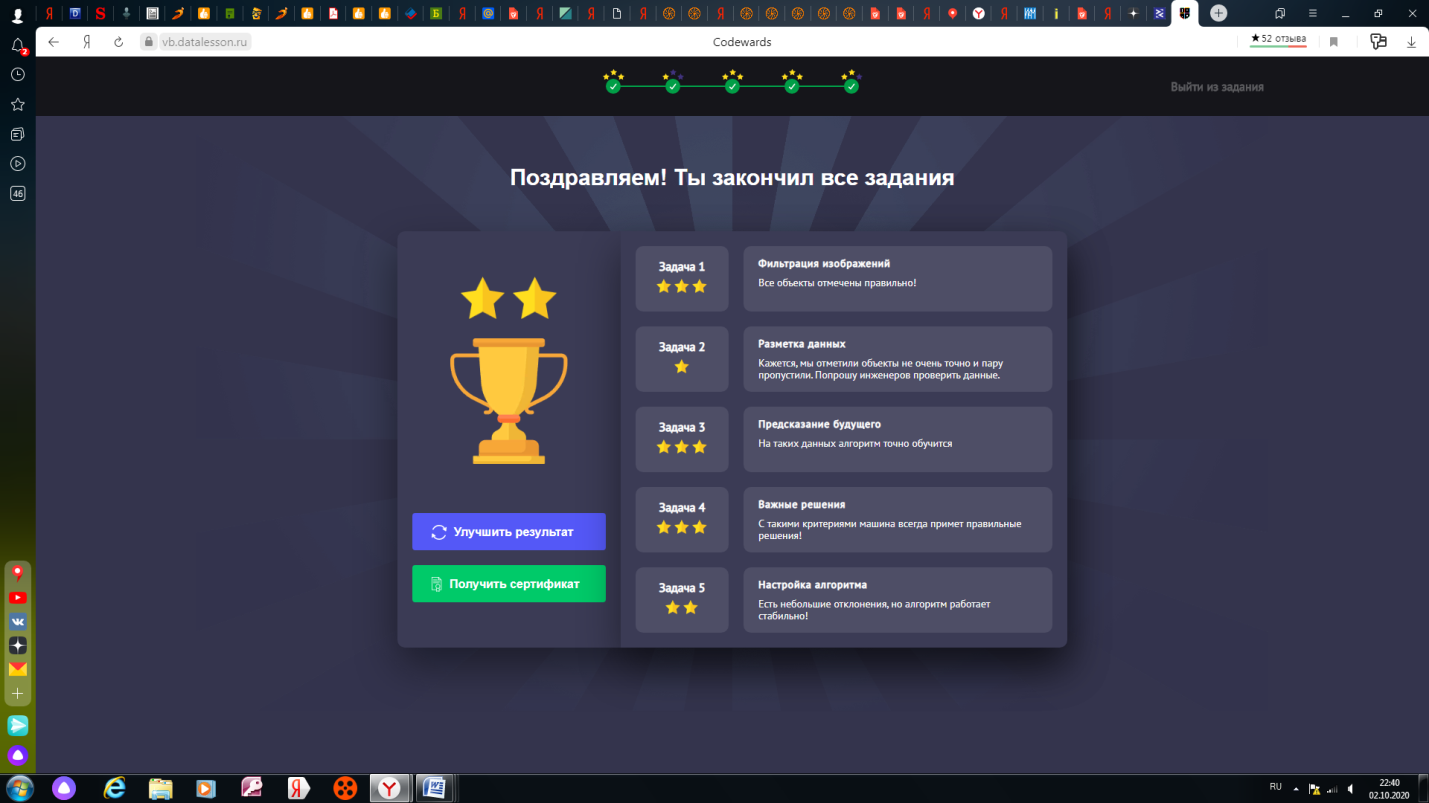 vb.datalesson.ru
Codewards
★ 52 отзыва
2
46
Выйти из задания
Поздравляем! Ты закончил все задания
Улучшить результат
Получить сертификат
Задача 1
Фильтрация изображений
Все объекты отмечены правильно!
Задача 2
Разметка данных
Кажется, мы отметили объекты не очень точно и пару
пропустили. Попрошу инженеров проверить данные.
Задача 3
Предсказание будущего
На таких данных алгоритм точно обучится
Задача 4
Важные решения
С такими критериями машина всегда примет правильные
решения!
Задача 5
Настройка алгоритма
Есть небольшие отклонения, но алгоритм работает
стабильно!
RU
22:40
02.10.2020